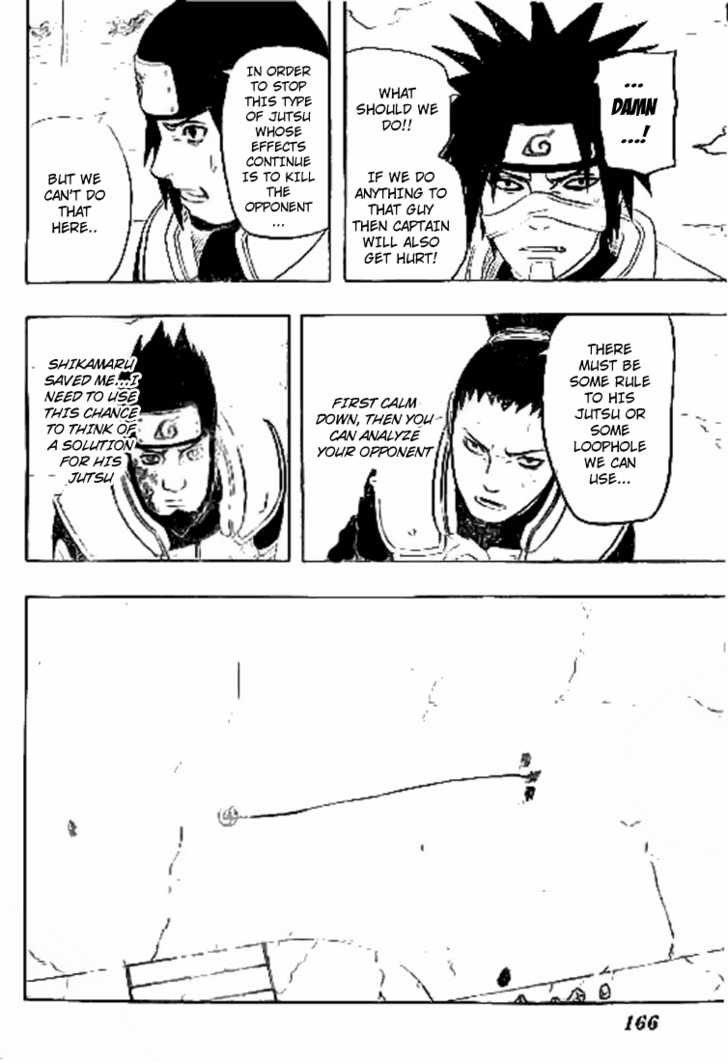 ...
DAMN
...!
WHAT
SHOULD WE
DO!!
IF WE DO
ANYTHING TO
THAT GUY
THEN CAPTAIN
WILL ALSO
GET HURT!
IN ORDER
TO STOP
THIS TYPE
OF JUTSU
WHOSE
EFFECTS
CONTINUE
IS TO KILL
THE
OPPONENT
...
BUT WE
CAN'T DO
THAT
HERE..
THERE
MUST BE
SOME RULE
TO HIS
JUTSU OR
SOME
LOOPHOLE
WE CAN
USE...
FIRST CALM
DOWN, THEN YOU
CAN ANALYZE
YOUR OPPONENT
SHIKAMARU
SAVED ME...I
NEED TO USE
THIS CHANCE
TO THINK OF
A SOLUTION
FOR HIS
JUTSU
166